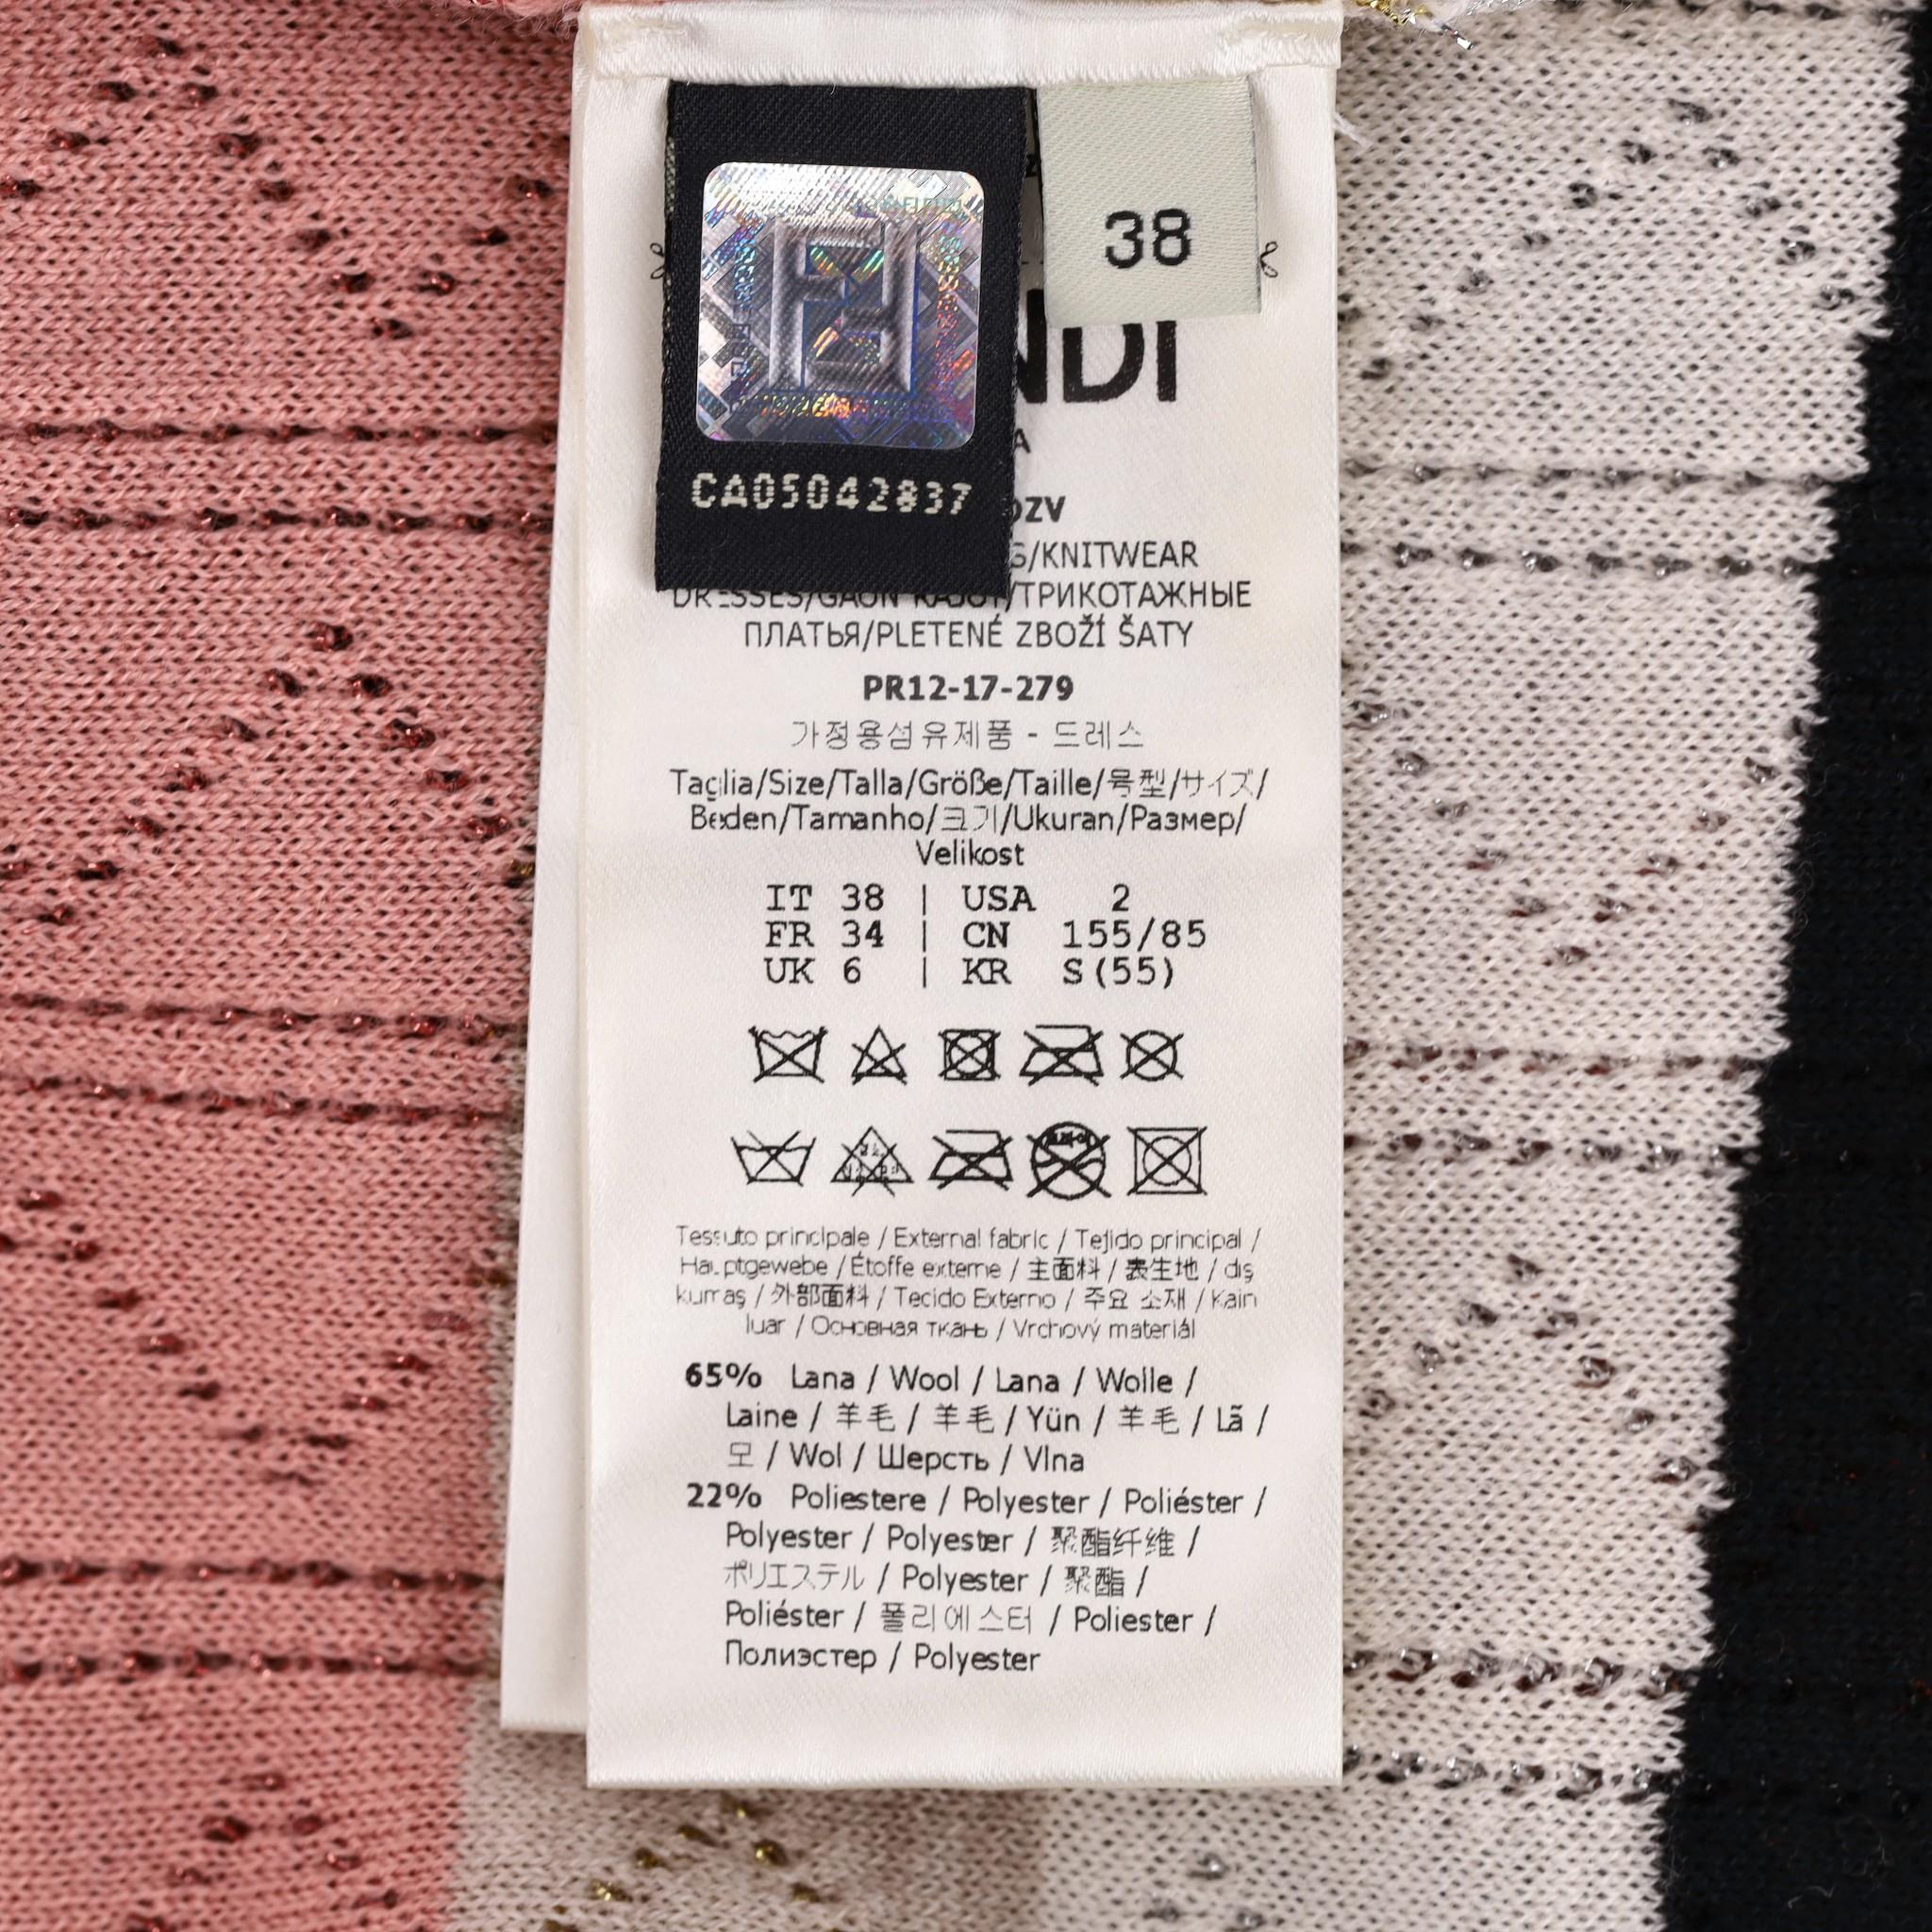 38
CA05042837
NDI
A
ZV
/KNITWEAR
DRESSES/GAON RAJUT/ТРИКОТАЖНЫЕ
ПЛАТЬЯ/PLETENÉ ZBOŽÍ ŠATY
PR12-17-279
가정용섬유제품 - 드레스
Taglia/Size/Talla/Größe/Taille/号型/サイズ/
Beden/Tamanho/크기/Ukuran/Размер/
Velikost
IT 38 | USA 2
FR 34 | CN 155/85
UK 6 | KR S(55)
Tessuto principale / External fabric / Tejido principal /
Hauptgewebe / Étoffe externe / 主面料 / 表生地 / dış
kumaş / 外部面料 / Tecido Externo / 주요 소재 / Kain
luar / Основная ткань / Vrchový materiál
65% Lana / Wool / Lana / Wolle /
Laine / 羊毛 / 羊毛 / Yün / 羊毛 / Lã /
모 / Wol / Шерсть / Vlna
22% Poliestere / Polyester / Poliéster /
Polyester / Polyester / 聚酯纤维 /
ポリエステル / Polyester / 聚酯 /
Poliéster / 폴리에스터 / Poliester /
Полиэстер / Polyester